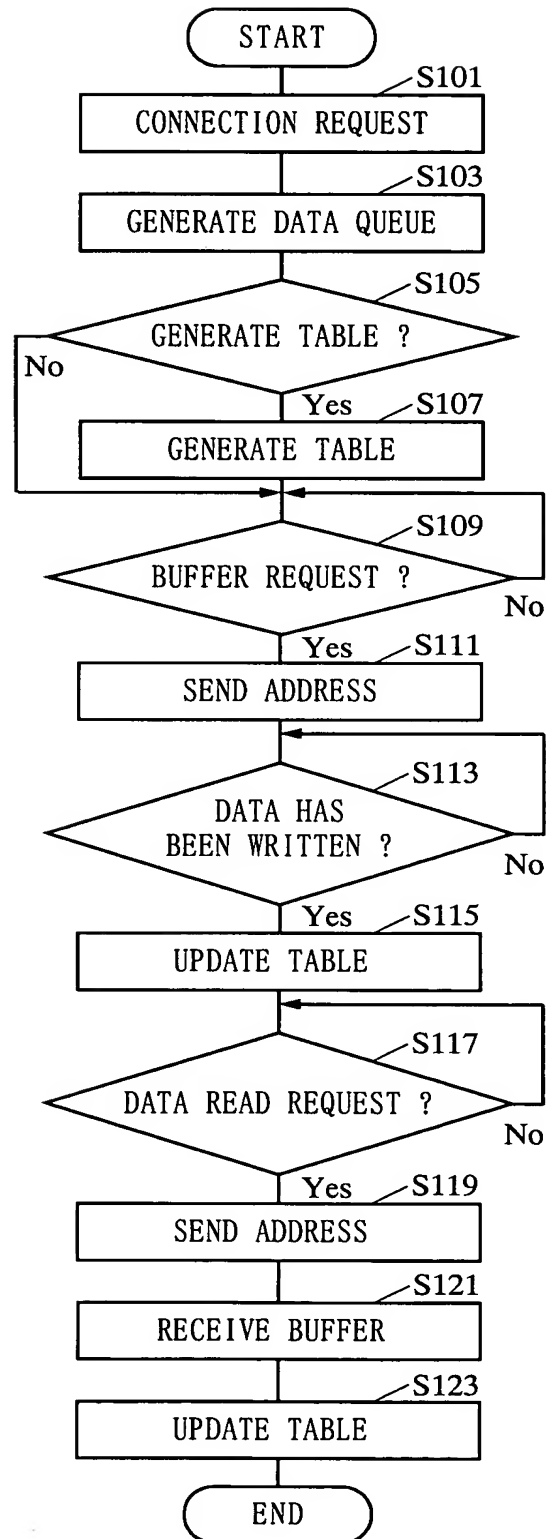 START
S101
CONNECTION REQUEST
S103
GENERATE DATA QUEUE
S105
GENERATE TABLE ?
No
Yes
S107
GENERATE TABLE
S109
BUFFER REQUEST ?
No
Yes
S111
SEND ADDRESS
S113
DATA HAS
BEEN WRITTEN ?
No
Yes
S115
UPDATE TABLE
S117
DATA READ REQUEST ?
No
Yes
S119
SEND ADDRESS
S121
RECEIVE BUFFER
S123
UPDATE TABLE
END